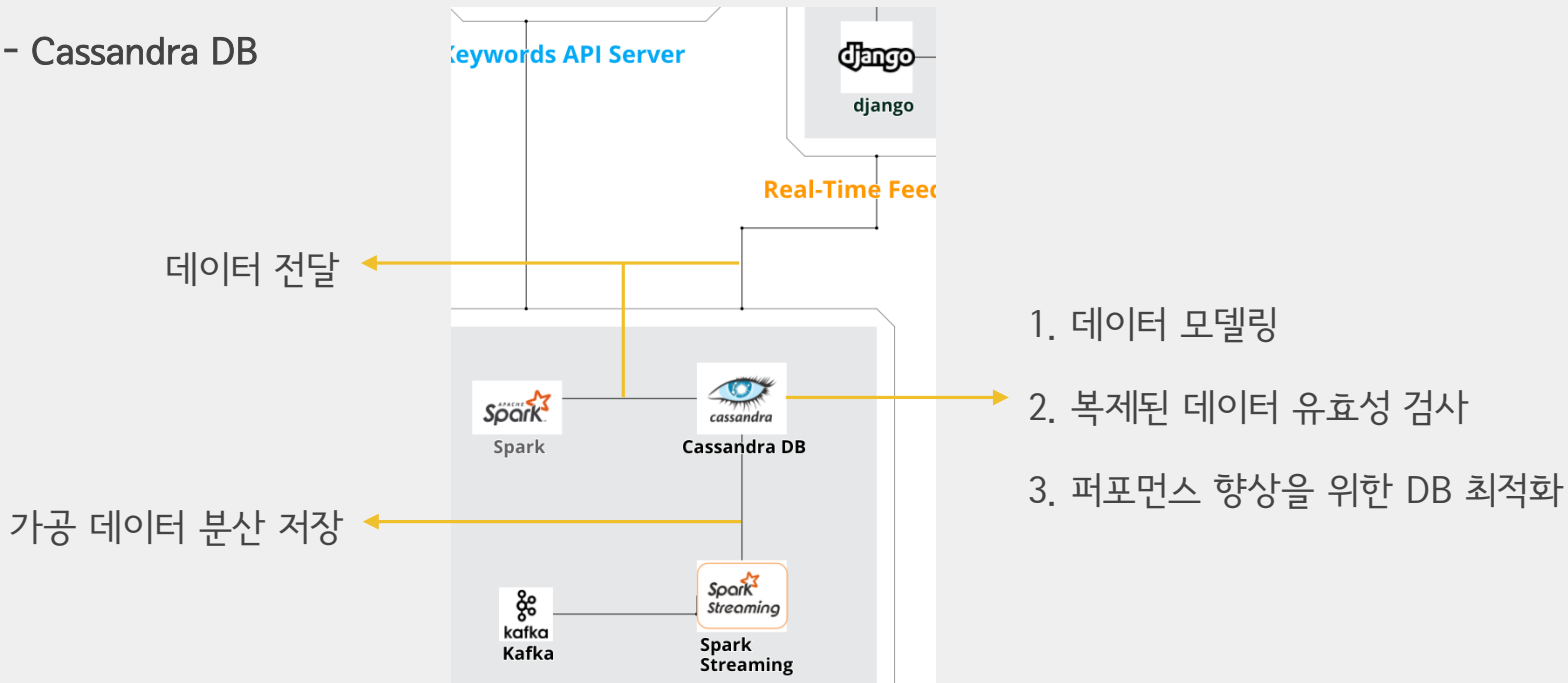 - Cassandra DB
Keywords API Server
django
django
Real-Time Feed
데이터 전달
APACHE
Spark
Spark
cassandra
Cassandra DB
1. 데이터 모델링
2. 복제된 데이터 유효성 검사
3. 퍼포먼스 향상을 위한 DB 최적화
가공 데이터 분산 저장
kafka
Kafka
Spark
Streaming
Spark
Streaming